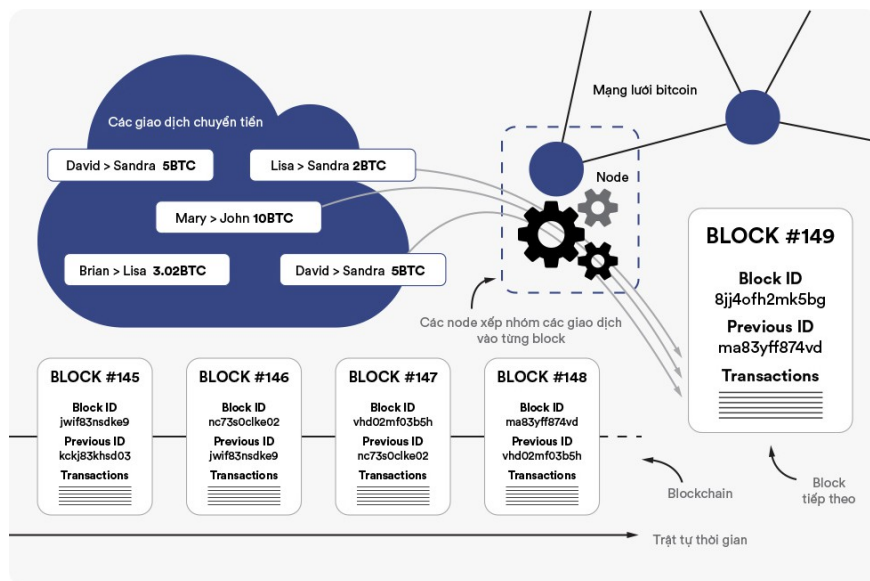 Các giao dịch chuyển tiền
David > Sandra 5BTC
Lisa > Sandra 2BTC
Mary > John 10BTC
Brian > Lisa 3.02BTC
David > Sandra 5BTC
Mạng lưới bitcoin
Node
Các node xếp nhóm các giao dịch
vào từng block
BLOCK #149
Block ID
8jj4ofh2mk5bg
Previous ID
ma83yff874vd
Transactions
BLOCK #145
Block ID
jwif83nsdke9
Previous ID
kckj83khsd03
Transactions
BLOCK #146
Block ID
nc73s0clke02
Previous ID
jwif83nsdke9
Transactions
BLOCK #147
Block ID
vhd02mf03b5h
Previous ID
nc73s0clke02
Transactions
BLOCK #148
Block ID
ma83yff874vd
Previous ID
vhd02mf03b5h
Transactions
Blockchain
Block
tiếp theo
Trật tự thời gian